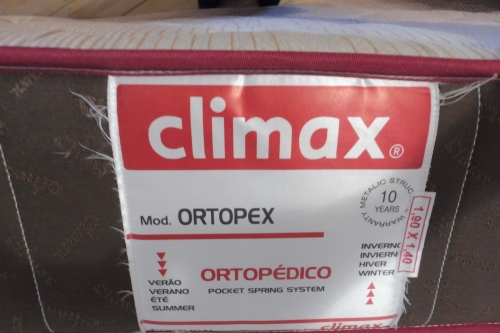 climax®
METALIC STRUC
10
YEARS
WARRANTY
Mod. ORTOPEX
1.90 X 1.40
ORTOPÉDICO
POCKET SPRING SYSTEM
VERÃO
VERANO
ÉTÉ
SUMMER
INVERNO
INVIERN
HIVER
WINTER